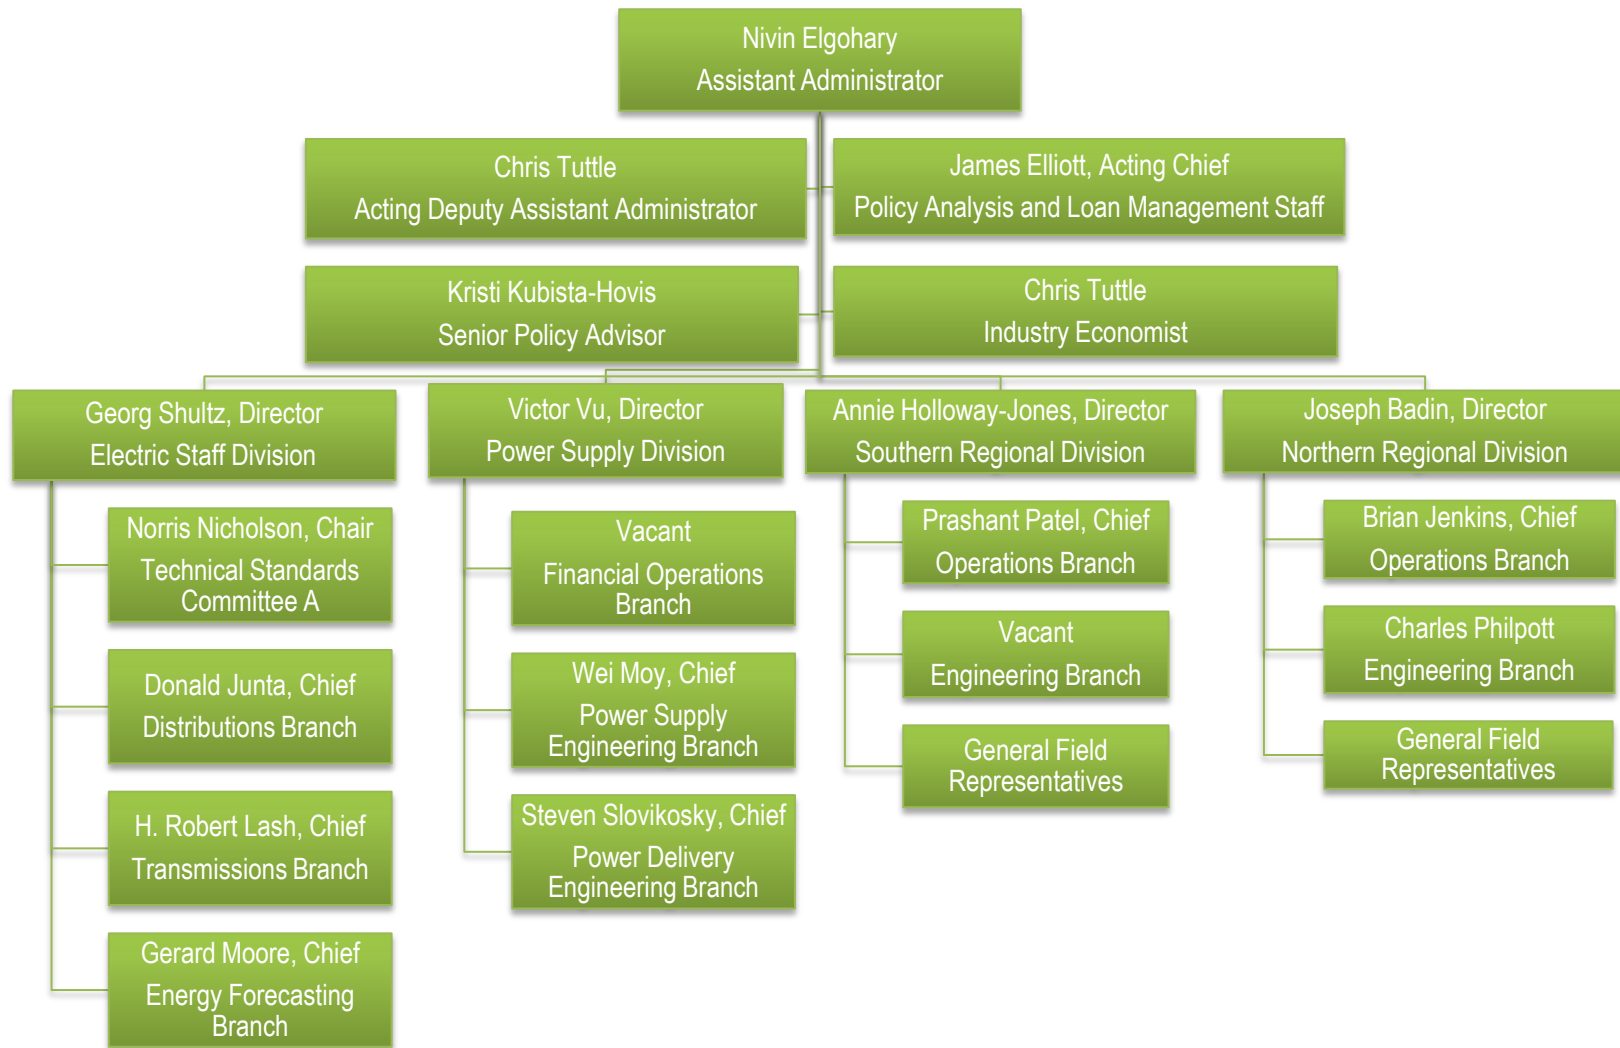 Nivin Elgohary
Assistant Administrator
Chris Tuttle
Acting Deputy Assistant Administrator
James Elliott, Acting Chief
Policy Analysis and Loan Management Staff
Kristi Kubista-Hovis
Senior Policy Advisor
Chris Tuttle
Industry Economist
Georg Shultz, Director
Electric Staff Division
Norris Nicholson, Chair
Technical Standards
Committee A
Donald Junta, Chief
Distributions Branch
H. Robert Lash, Chief
Transmissions Branch
Gerard Moore, Chief
Energy Forecasting
Branch
Victor Vu, Director
Power Supply Division
Vacant
Financial Operations
Branch
Wei Moy, Chief
Power Supply
Engineering Branch
Steven Slovikosky, Chief
Power Delivery
Engineering Branch
Annie Holloway-Jones, Director
Southern Regional Division
Prashant Patel, Chief
Operations Branch
Vacant
Engineering Branch
General Field
Representatives
Joseph Badin, Director
Northern Regional Division
Brian Jenkins, Chief
Operations Branch
Charles Philpott
Engineering Branch
General Field
Representatives